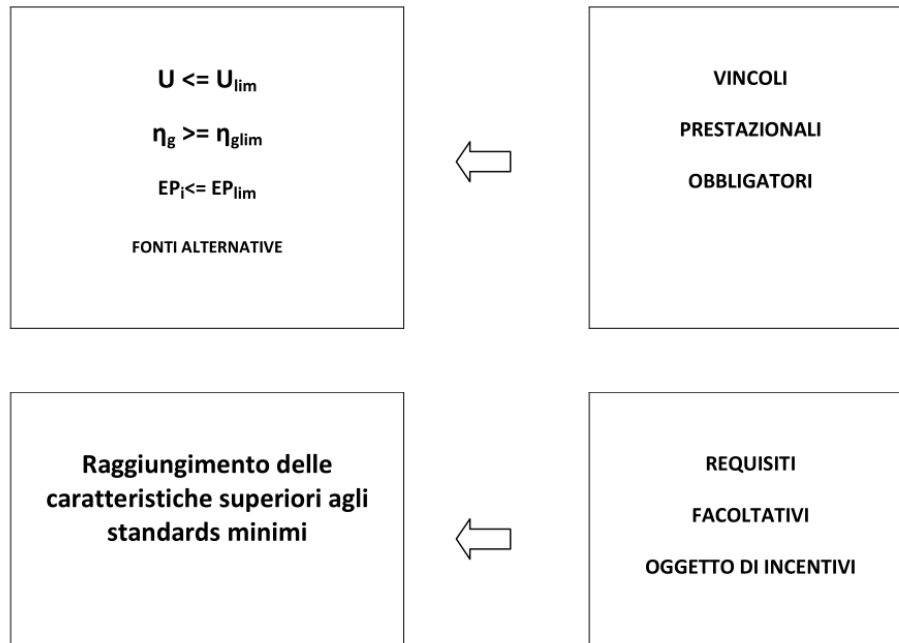 U <= Ulim
ηg >= ηglim
EPi<= EPlim
FONTI ALTERNATIVE
VINCOLI
PRESTAZIONALI
OBBLIGATORI
Raggiungimento delle
caratteristiche superiori agli
standards minimi
REQUISITI
FACOLTATIVI
OGGETTO DI INCENTIVI